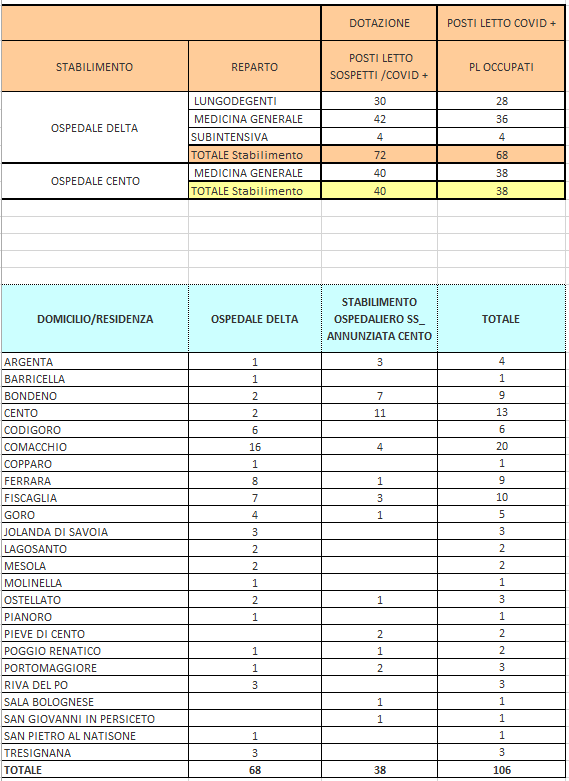 DOTAZIONE POSTI LETTO COVID +
STABILIMENTO REPARTO POSTI LETTO SOSPETTI /COVID + PL OCCUPATI
OSPEDALE DELTA
LUNGODEGENTI 30 28
MEDICINA GENERALE 42 36
SUBINTENSIVA 4 4
TOTALE Stabilimento 72 68
OSPEDALE CENTO
MEDICINA GENERALE 40 38
TOTALE Stabilimento 40 38
DOMICILIO/RESIDENZA OSPEDALE DELTA STABILIMENTO OSPEDALIERO SS_ ANNUNZIATA CENTO TOTALE
ARGENTA 1 3 4
BARRICELLA 1 1
BONDENO 2 7 9
CENTO 2 11 13
CODIGORO 6 6
COMACCHIO 16 4 20
COPPARO 1 1
FERRARA 8 1 9
FISCAGLIA 7 3 10
GORO 4 1 5
JOLANDA DI SAVOIA 3 3
LAGOSANTO 2 2
MESOLA 2 2
MOLINELLA 1 1
OSTELLATO 2 1 3
PIANORO 1 1
PIEVE DI CENTO 2 2
POGGIO RENATICO 1 1 2
PORTOMAGGIORE 1 2 3
RIVA DEL PO 3 3
SALA BOLOGNESE 1 1
SAN GIOVANNI IN PERSICETO 1 1
SAN PIETRO AL NATISONE 1 1
TRESIGNANA 3 3
TOTALE 68 38 106